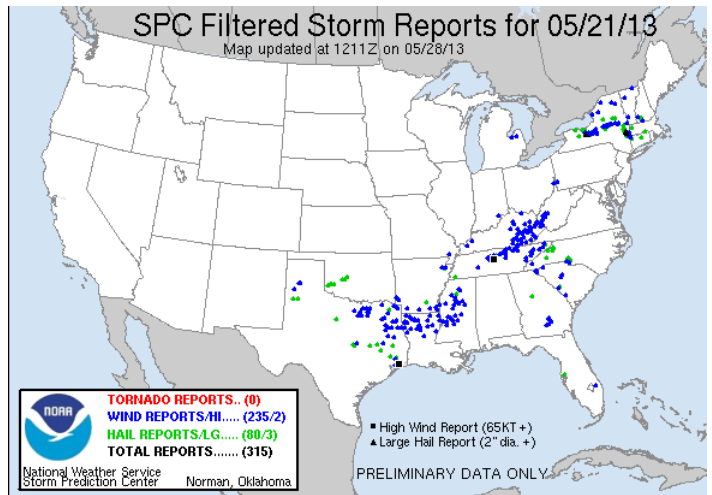 SPC Filtered Storm Reports for 05/21/13
Map updated at 1211Z on 05/28/13
TORNADO REPORTS.. (0)
WIND REPORTS/HI..... (235/2)
HAIL REPORTS/LG..... (80/3)
TOTAL REPORTS....... (315)
NOAA
National Weather Service
Storm Prediction Center Norman, Oklahoma
High Wind Report (65KT +)
Large Hail Report (2" dia. +)
PRELIMINARY DATA ONLY